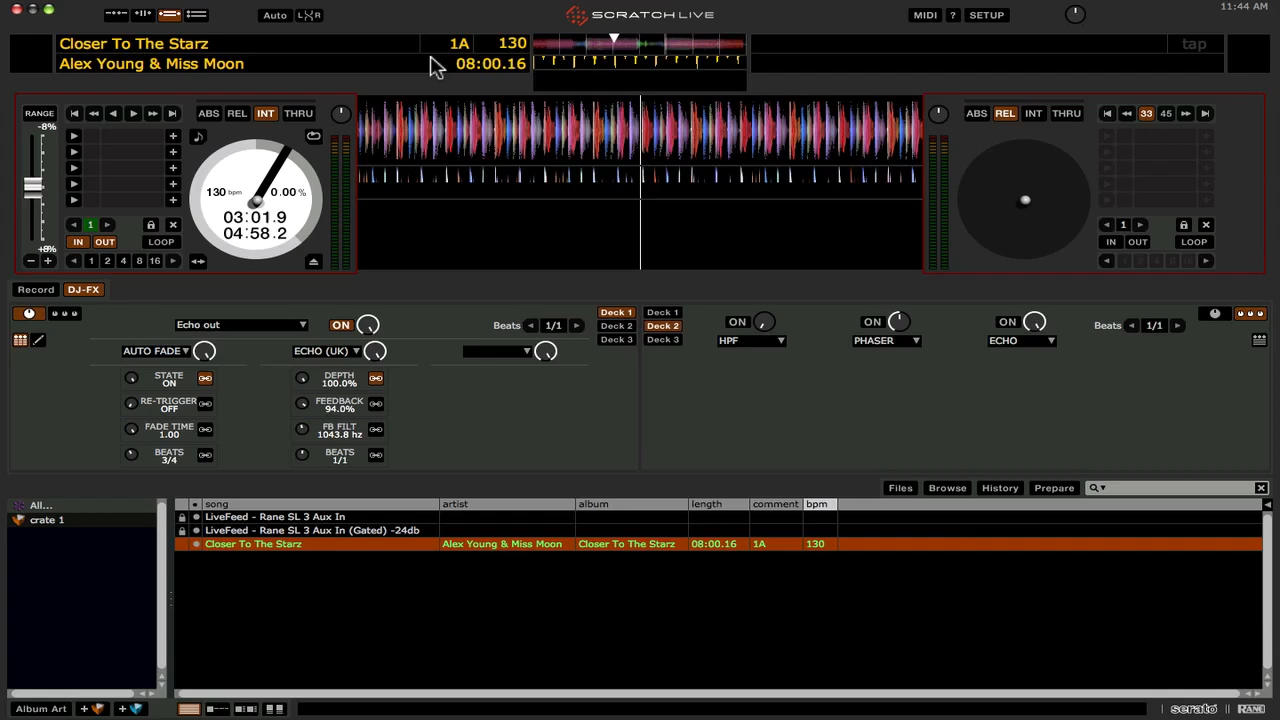 Auto
SCRATCHLIVE
MIDI ? SETUP
11:44 AM
Closer To The Starz 1A 130
Alex Young & Miss Moon 08:00.16
tap
RANGE
-8%
+8%
ABS REL INT THRU
130 bpm 0.00 %
03:01.9
04:58.2
1
IN OUT LOOP
1 2 4 8 16
ABS REL INT THRU
33 45
1
IN OUT LOOP
1 2 4 8 16
Record DJ-FX
Echo out ON Beats 1/1
Deck 1
Deck 2
Deck 3
AUTO FADE ECHO (UK)
STATE
ON
DEPTH
100.0%
RE-TRIGGER
OFF
FEEDBACK
94.0%
FADE TIME
1.00
FB FILT
1043.8 hz
BEATS
3/4
BEATS
1/1
Deck 1
Deck 2
Deck 3
ON ON ON Beats 1/1
HPF PHASER ECHO
Files Browse History Prepare
All...
crate 1
song artist album length comment bpm
LiveFeed - Rane SL 3 Aux In
LiveFeed - Rane SL 3 Aux In (Gated) -24db
Closer To The Starz Alex Young & Miss Moon Closer To The Starz 08:00.16 1A 130
Album Art
serato RANE